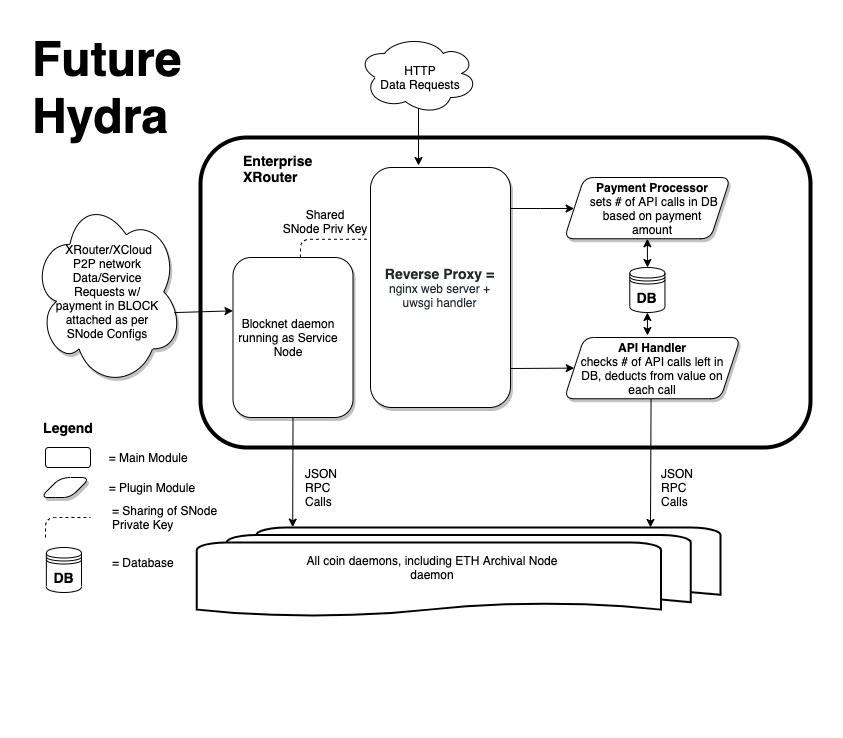 Future
Hydra
HTTP
Data Requests
Enterprise
XRouter
Shared
SNode Priv Key
Payment Processor
sets # of API calls in DB
based on payment
amount
XRouter/XCloud
P2P network
Data/Service
Requests w/
payment in BLOCK
attached as per
SNode Configs
Reverse Proxy =
nginx web server +
uwsgi handler
DB
Blocknet daemon
running as Service
Node
API Handler
checks # of API calls left in
DB, deducts from value on
each call
Legend
= Main Module
= Plugin Module
= Sharing of SNode
Private Key
DB
= Database
JSON
RPC
Calls
JSON
RPC
Calls
All coin daemons, including ETH Archival Node
daemon